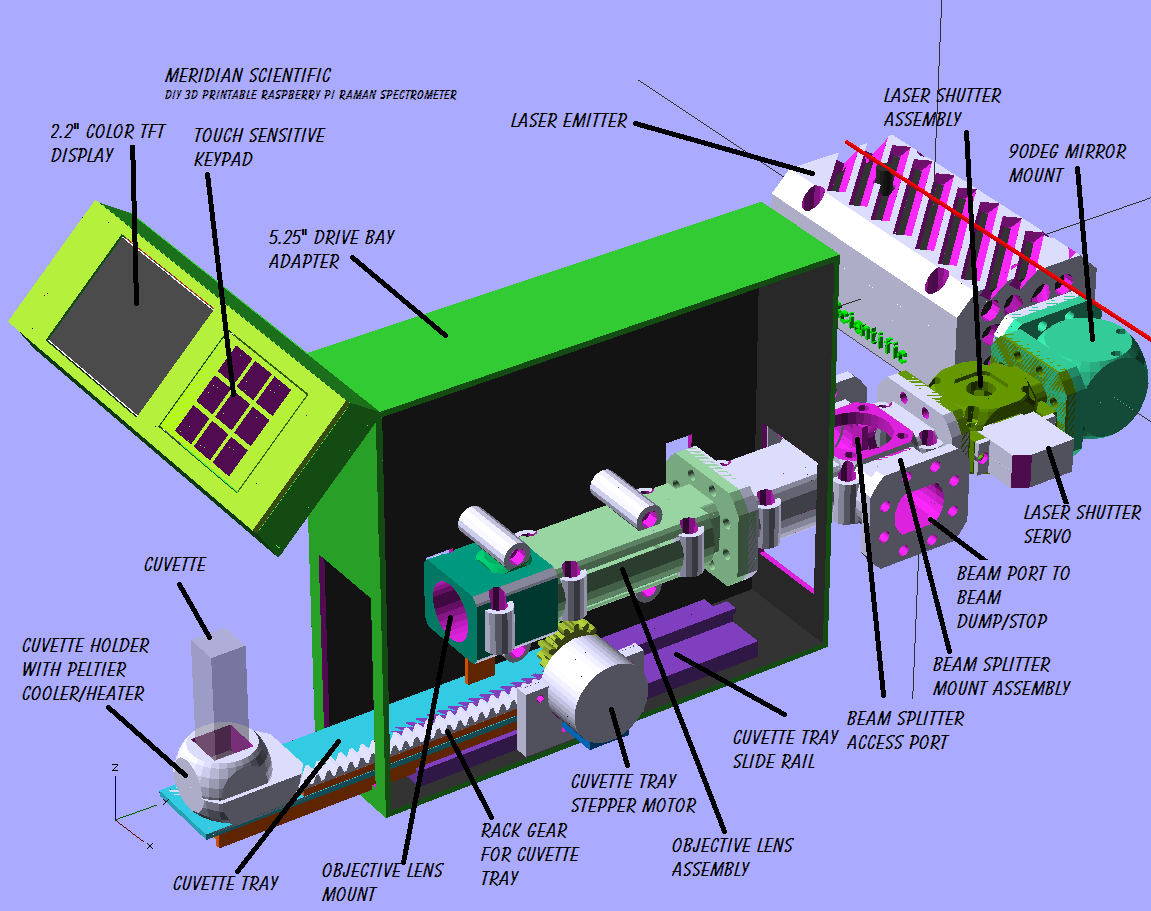 MERIDIAN SCIENTIFIC
DIY 3D PRINTABLE RASPBERRY PI RAMAN SPECTROMETER
2.2" COLOR TFT
DISPLAY
TOUCH SENSITIVE
KEYPAD
5.25" DRIVE BAY
ADAPTER
LASER EMITTER
LASER SHUTTER
ASSEMBLY
90DEG MIRROR
MOUNT
LASER SHUTTER
SERVO
BEAM PORT TO
BEAM
DUMP/STOP
BEAM SPLITTER
MOUNT ASSEMBLY
BEAM SPLITTER
ACCESS PORT
CUVETTE TRAY
SLIDE RAIL
CUVETTE TRAY
STEPPER MOTOR
OBJECTIVE LENS
ASSEMBLY
RACK GEAR
FOR CUVETTE
TRAY
OBJECTIVE LENS
MOUNT
CUVETTE TRAY
CUVETTE
CUVETTE HOLDER
WITH PELTIER
COOLER/HEATER
z
x